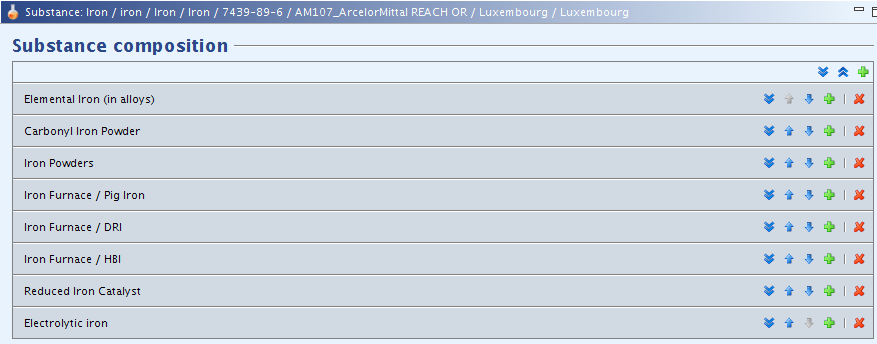 Substance: Iron / iron / Iron / Iron / 7439-89-6 / AM107_ArcelorMittal REACH OR / Luxembourg / Luxembourg
Substance composition
Elemental Iron (in alloys)
Carbonyl Iron Powder
Iron Powders
Iron Furnace / Pig Iron
Iron Furnace / DRI
Iron Furnace / HBI
Reduced Iron Catalyst
Electrolytic iron